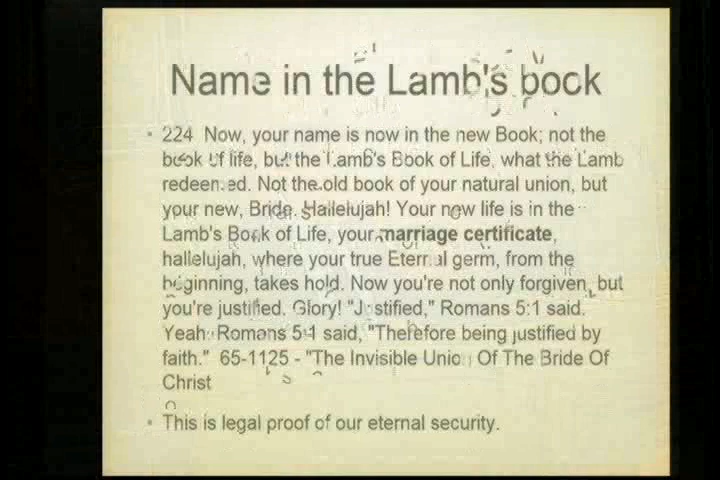 Name in the Lamb's book
• 224 Now, your name is now in the new Book; not the
book of life, but the Lamb's Book of Life, what the Lamb
redeemed. Not the old book of your natural union, but
your new, Bride. Hallelujah! Your new life is in the
Lamb's Book of Life, your marriage certificate,
hallelujah, where your true Eternal germ, from the
beginning, takes hold. Now you're not only forgiven, but
you're justified. Glory! "Justified," Romans 5:1 said.
Yeah. Romans 5:1 said, "Therefore being justified by
faith." 65-1125 - "The Invisible Union Of The Bride Of
Christ
• This is legal proof of our eternal security.